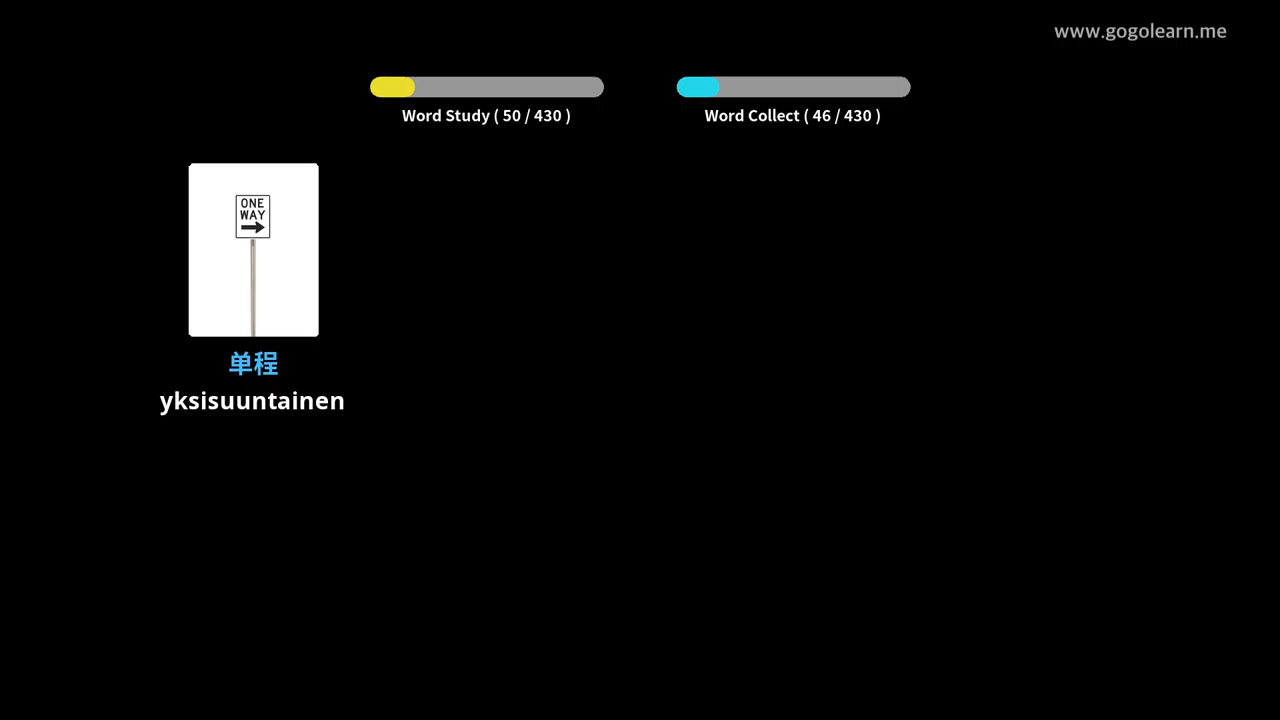 www.gogolearn.me
Word Study ( 50 / 430 )
Word Collect ( 46 / 430 )
ONE
WAY
单程
yksisuuntainen